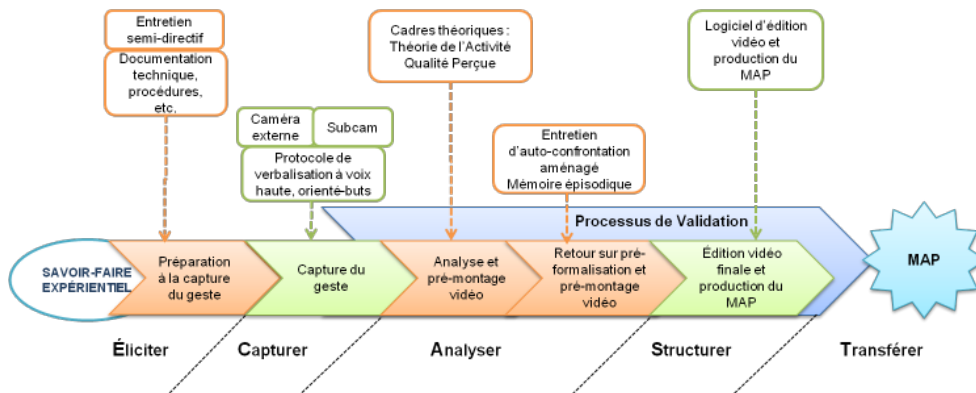 Entretien
semi-directif
Documentation
technique,
procédures,
etc.
Caméra
externe
Subcam
Protocole de
verbalisation à voix
haute, orienté-buts
Cadres théoriques :
Théorie de l'Activité
Qualité Perçue
Entretien
d'auto-confrontation
aménagé
Mémoire épisodique
Logiciel d'édition
vidéo et
production du
MAP
Processus de Validation
SAVOIR-FAIRE
EXPÉRIENTIEL
Préparation
à la capture
du geste
Capture du
geste
Analyse et
pré-montage
vidéo
Retour sur pré-
formalisation et
pré-montage
vidéo
Édition vidéo
finale et
production du
MAP
MAP
Éliciter
Capturer
Analyser
Structurer
Transférer